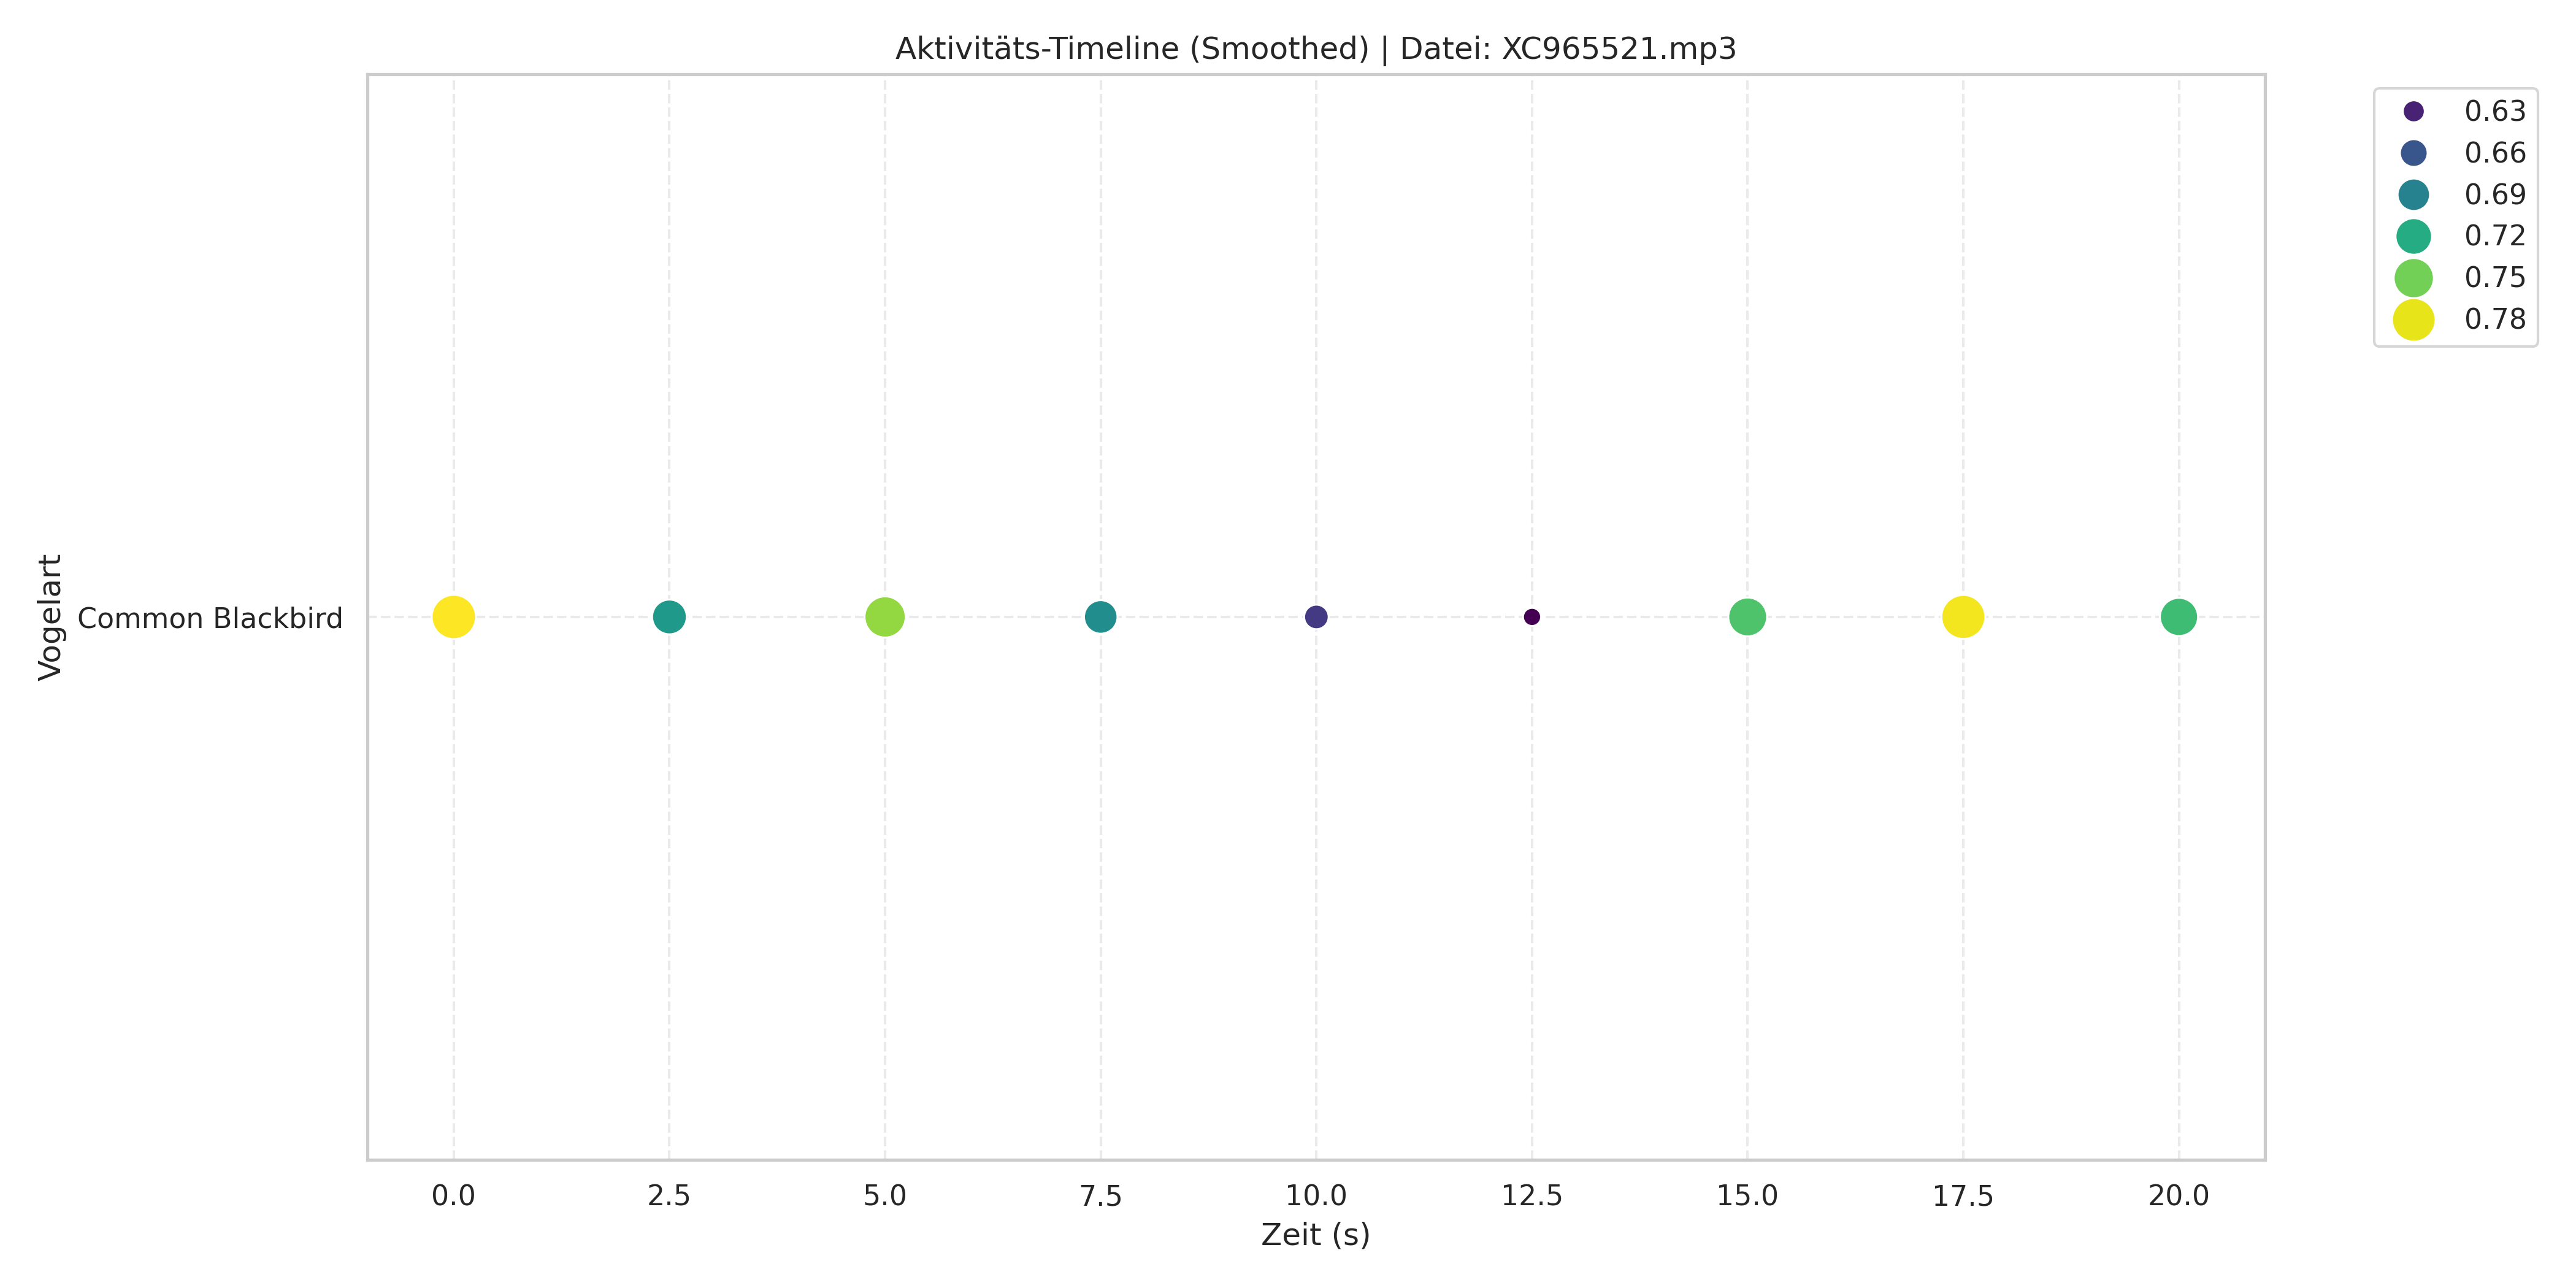 Aktivitäts-Timeline (Smoothed) | Datei: XC965521.mp3
0.63
0.66
0.69
0.72
0.75
0.78
Vogelart
Common Blackbird
0.0 2.5 5.0 7.5 10.0 12.5 15.0 17.5 20.0
Zeit (s)